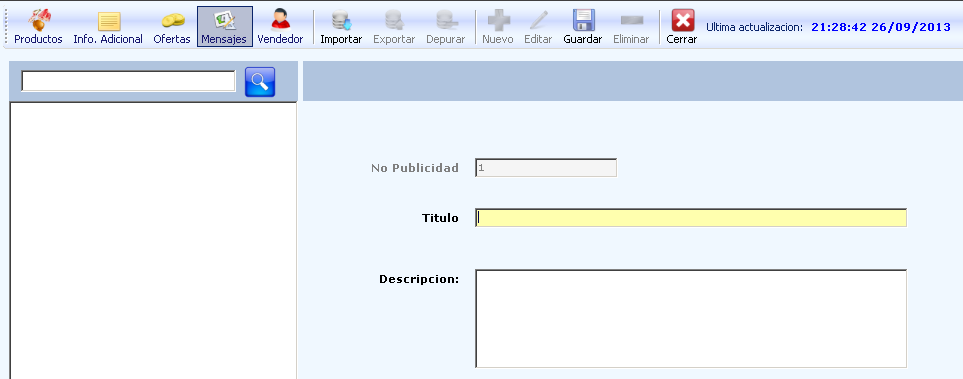 Productos Info. Adicional Ofertas Mensajes Vendedor Importar Exportar Depurar Nuevo Editar Guardar Eliminar Cerrar Ultima actualizacion: 21:28:42 26/09/2013
No Publicidad 1
Titulo
Descripcion: